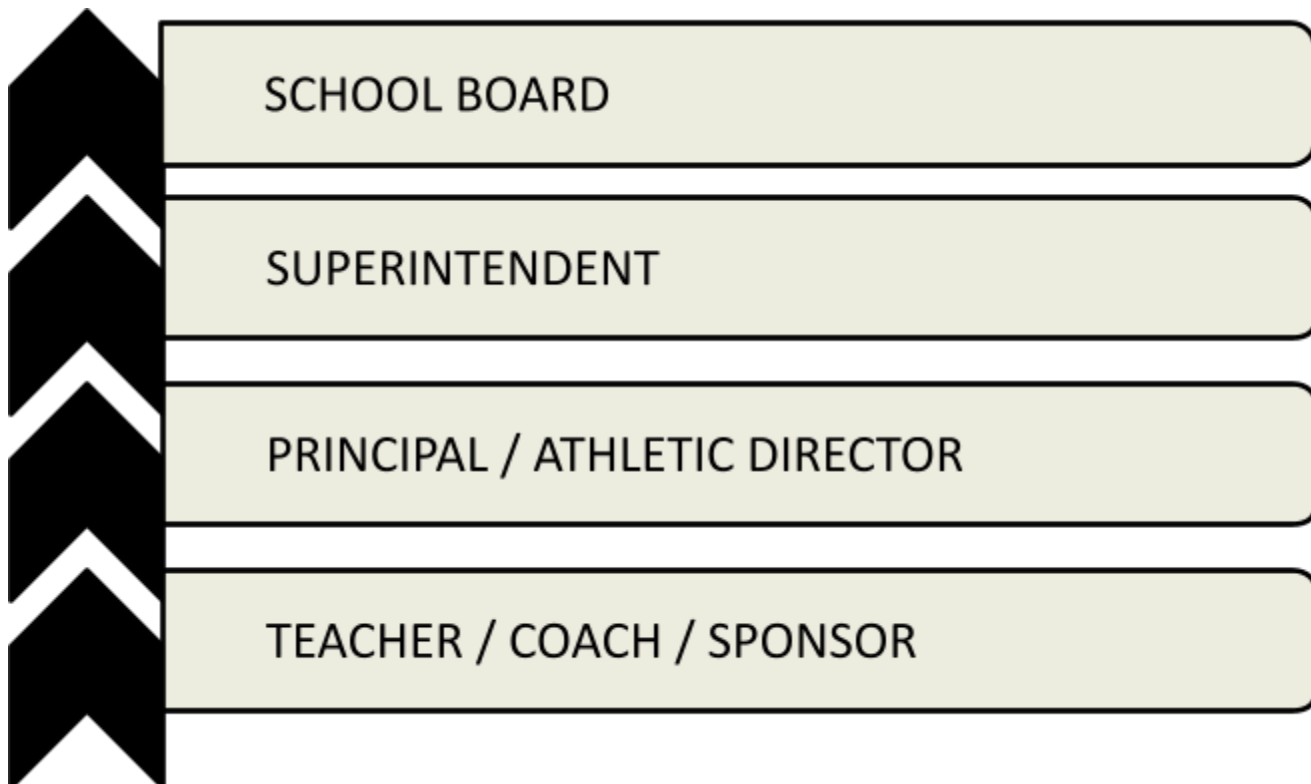 SCHOOL BOARD
SUPERINTENDENT
PRINCIPAL / ATHLETIC DIRECTOR
TEACHER / COACH / SPONSOR